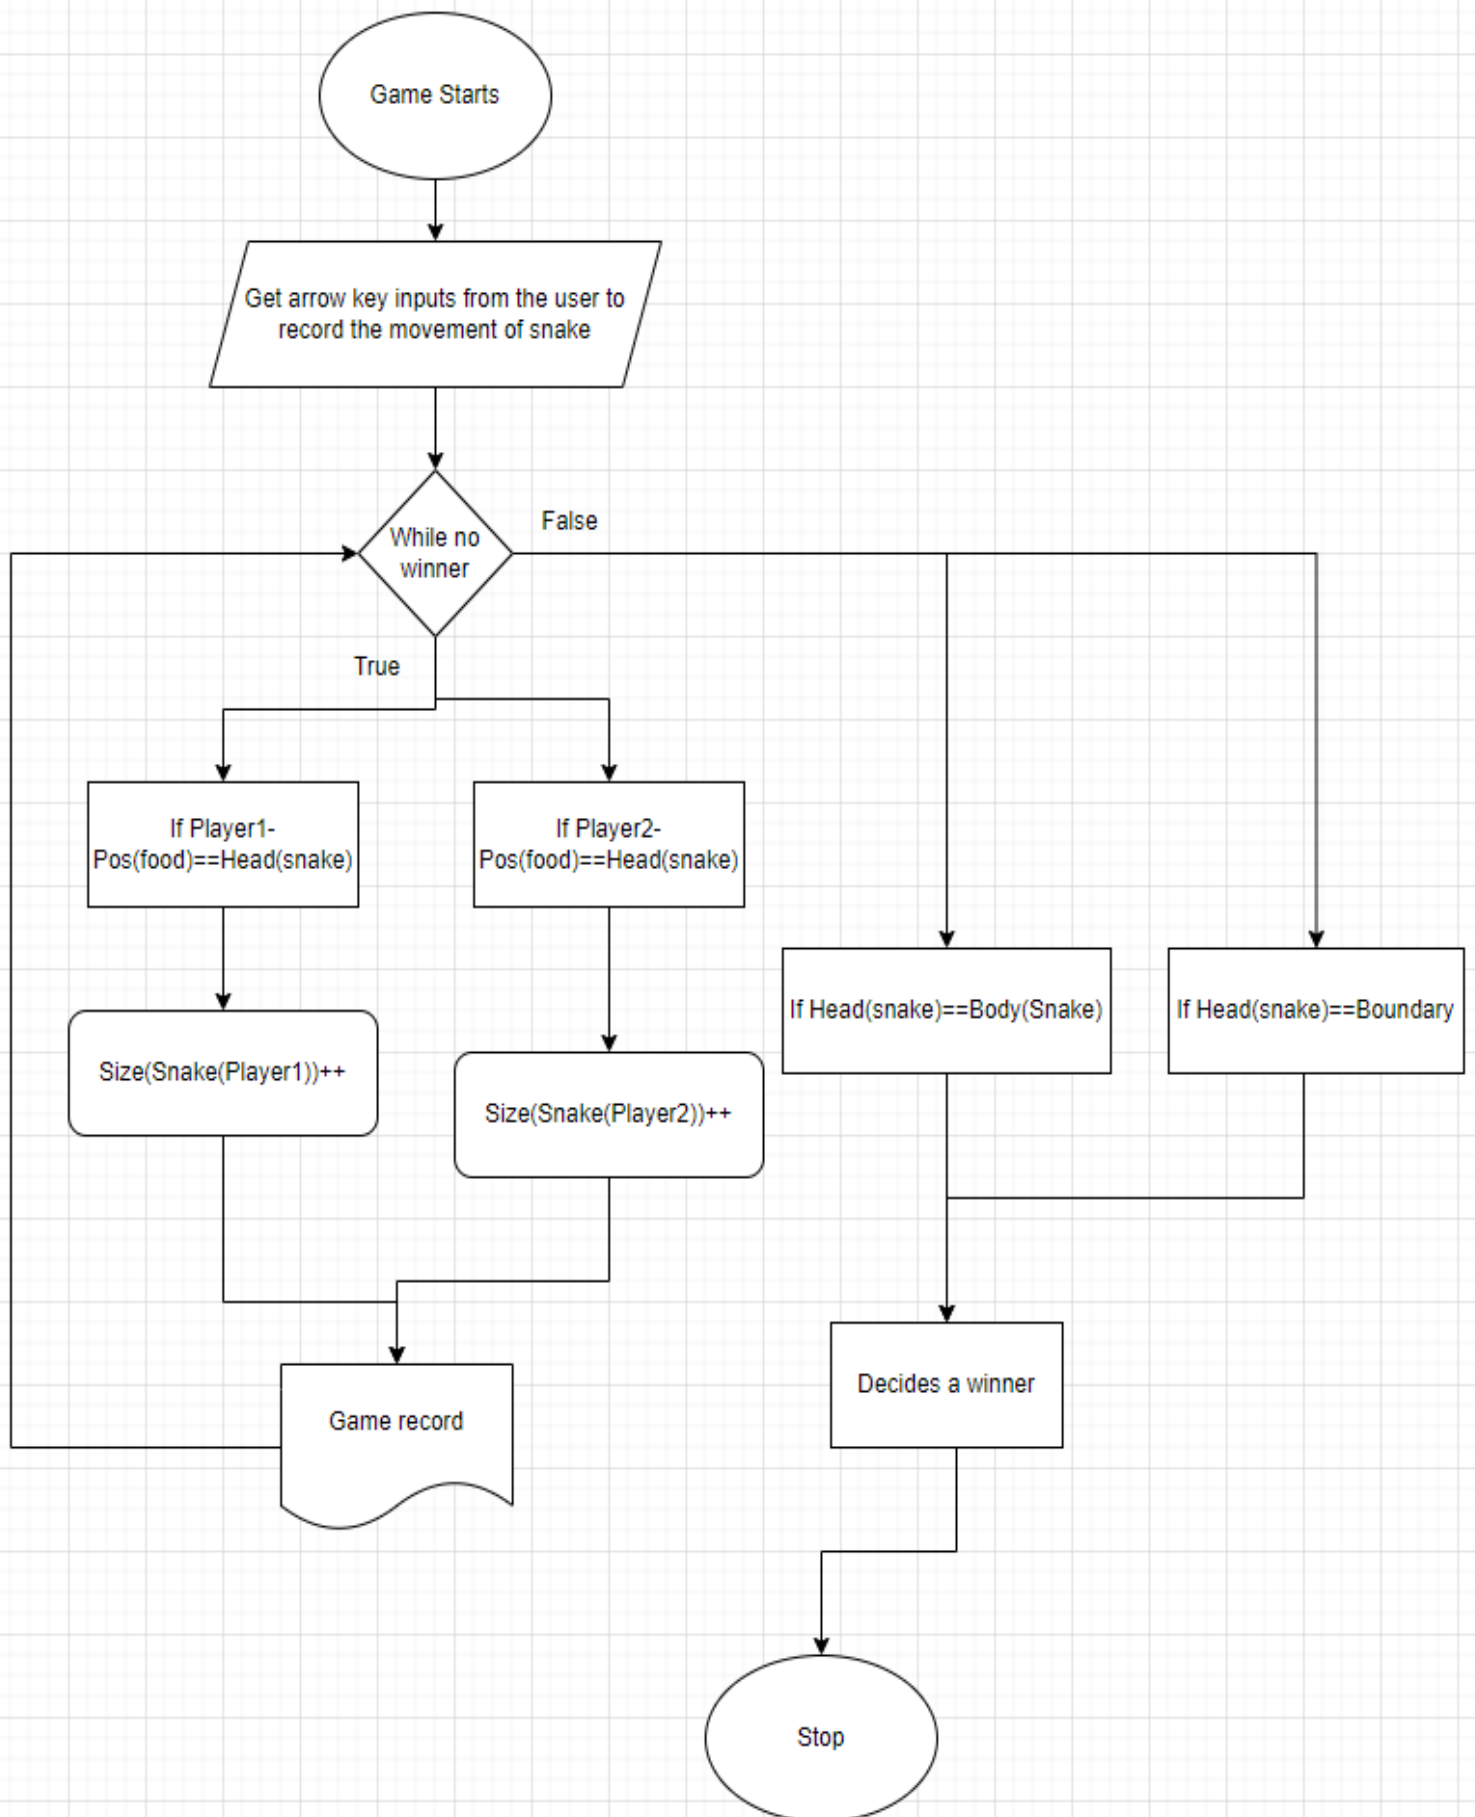 Game Starts
Get arrow key inputs from the user to
record the movement of snake
While no
winner
False
True
If Player1-
Pos(food)==Head(snake)
If Player2-
Pos(food)==Head(snake)
If Head(snake)==Body(Snake)
If Head(snake)==Boundary
Size(Snake(Player1))++
Size(Snake(Player2))++
Decides a winner
Game record
Stop